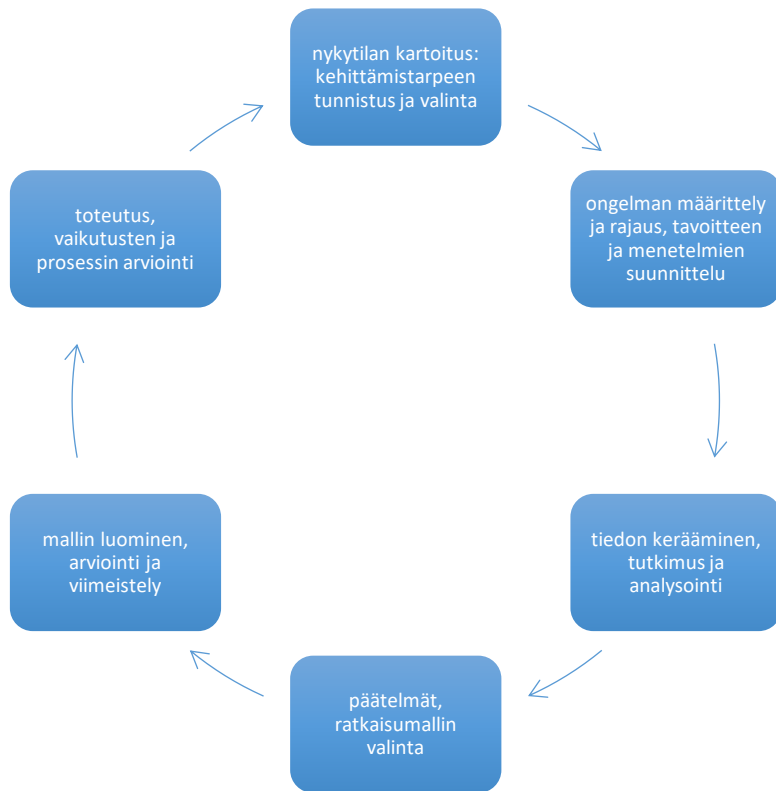 nykytilan kartoitus:
kehittämistarpeen
tunnistus ja valinta
ongelman määrittely
ja rajaus, tavoitteen
ja menetelmien
suunnittelu
tiedon kerääminen,
tutkimus ja
analysointi
päätelmät,
ratkaisumallin
valinta
mallin luominen,
arviointi ja
viimeistely
toteutus,
vaikutusten ja
prosessin arviointi